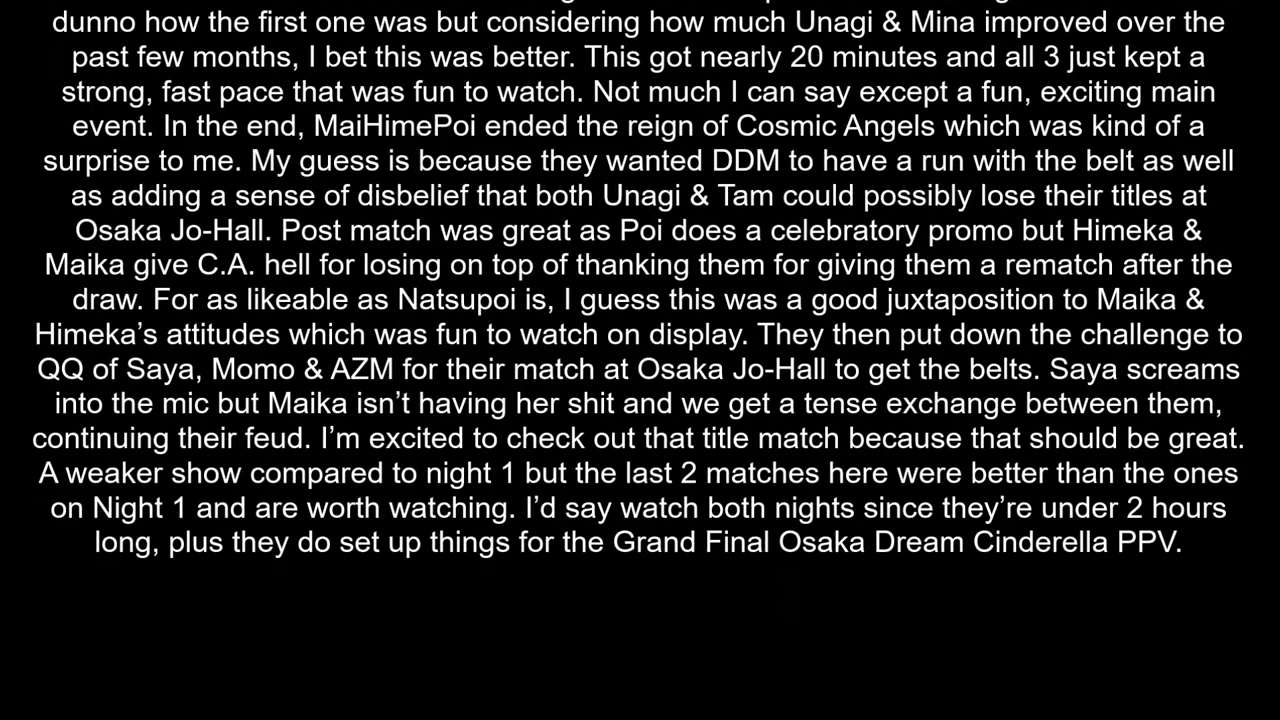 dunno how the first one was but considering how much Unagi & Mina improved over the
past few months, I bet this was better. This got nearly 20 minutes and all 3 just kept a
strong, fast pace that was fun to watch. Not much I can say except a fun, exciting main
event. In the end, MaiHimePoi ended the reign of Cosmic Angels which was kind of a
surprise to me. My guess is because they wanted DDM to have a run with the belt as well
as adding a sense of disbelief that both Unagi & Tam could possibly lose their titles at
Osaka Jo-Hall. Post match was great as Poi does a celebratory promo but Himeka &
Maika give C.A. hell for losing on top of thanking them for giving them a rematch after the
draw. For as likeable as Natsupoi is, I guess this was a good juxtaposition to Maika &
Himeka’s attitudes which was fun to watch on display. They then put down the challenge to
QQ of Saya, Momo & AZM for their match at Osaka Jo-Hall to get the belts. Saya screams
into the mic but Maika isn’t having her shit and we get a tense exchange between them,
continuing their feud. I’m excited to check out that title match because that should be great.
A weaker show compared to night 1 but the last 2 matches here were better than the ones
on Night 1 and are worth watching. I’d say watch both nights since they’re under 2 hours
long, plus they do set up things for the Grand Final Osaka Dream Cinderella PPV.